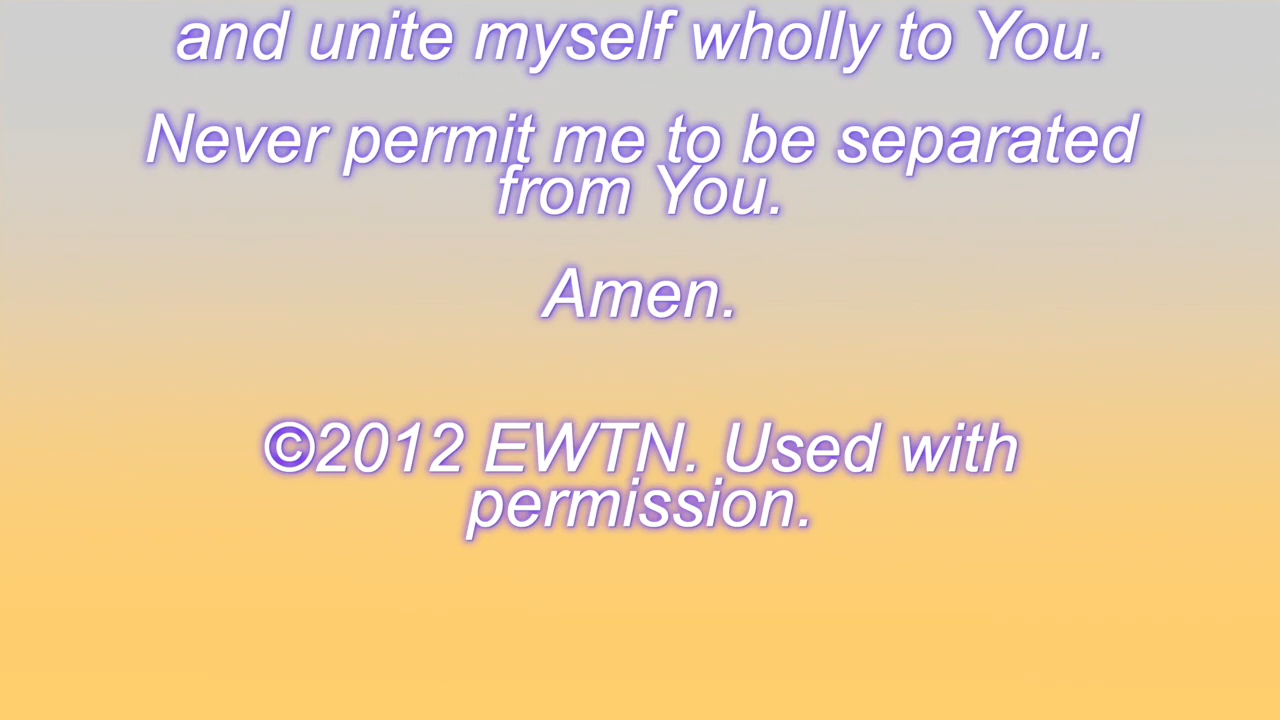 and unite myself wholly to You.
Never permit me to be separated
from You.
Amen.
©2012 EWTN. Used with
permission.